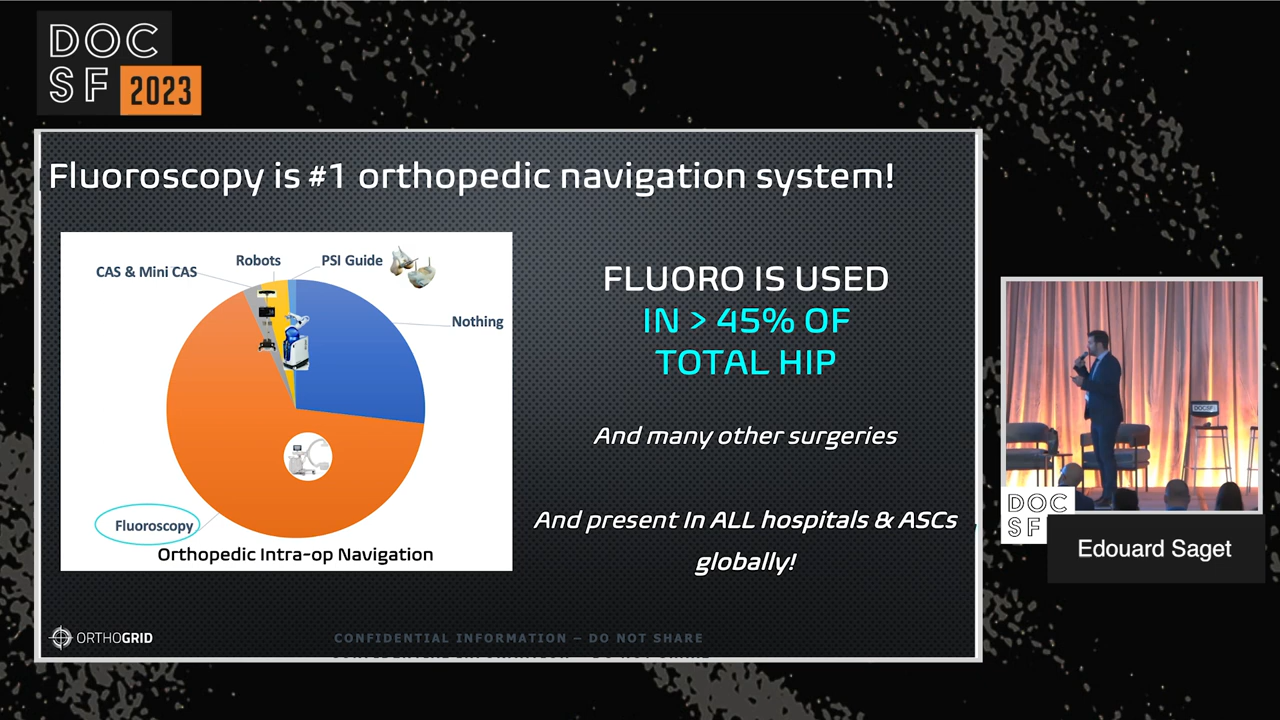 DOC
SF 2023
Fluoroscopy is #1 orthopedic navigation system!
CAS & Mini CAS
Robots
PSI Guide
Nothing
Fluoroscopy
Orthopedic Intra-op Navigation
FLUORO IS USED
IN > 45% OF
TOTAL HIP
And many other surgeries
And present In ALL hospitals & ASCs
globally!
ORTHOGRID
CONFIDENTIAL INFORMATION – DO NOT SHARE
DOCSF
DOC
SF
Edouard Saget